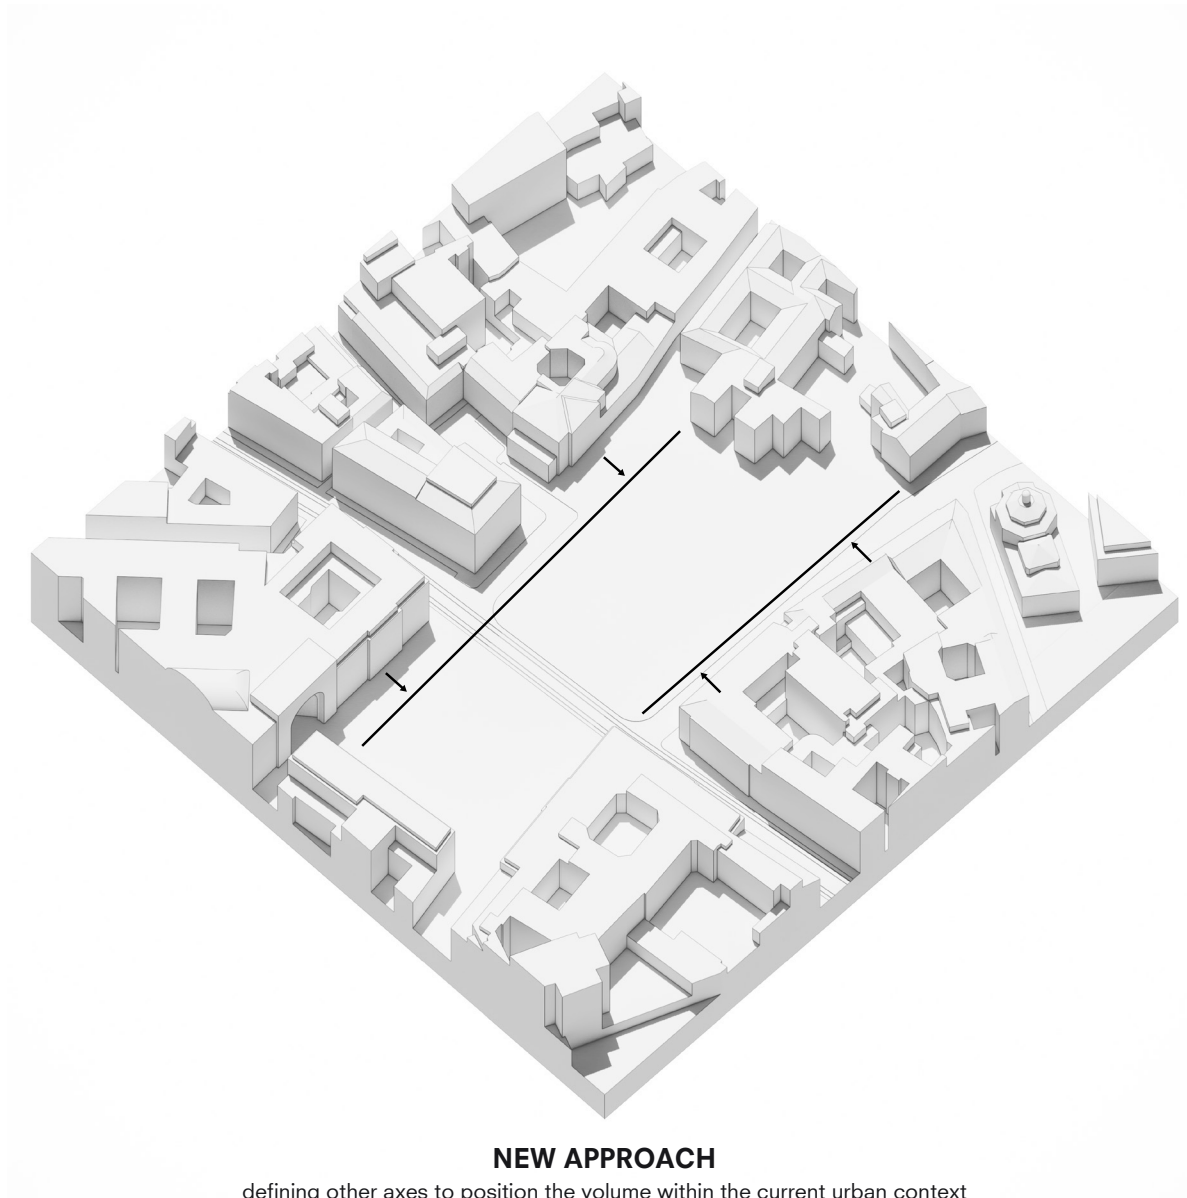 NEW APPROACH
defining other axes to position the volume within the current urban context